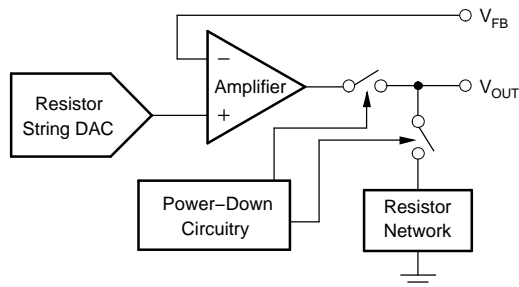 V_FB
−
Amplifier
+
V_OUT
Resistor
String DAC
Power−Down
Circuitry
Resistor
Network